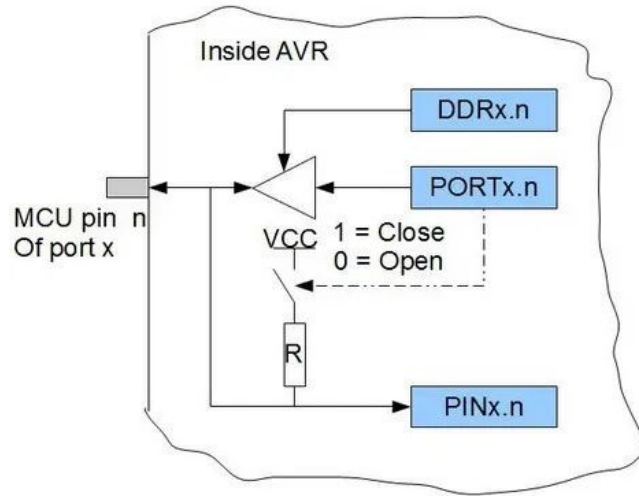 Inside AVR
DDRx.n
PORTx.n
MCU pin n
Of port x
VCC
1 = Close
0 = Open
R
PINx.n